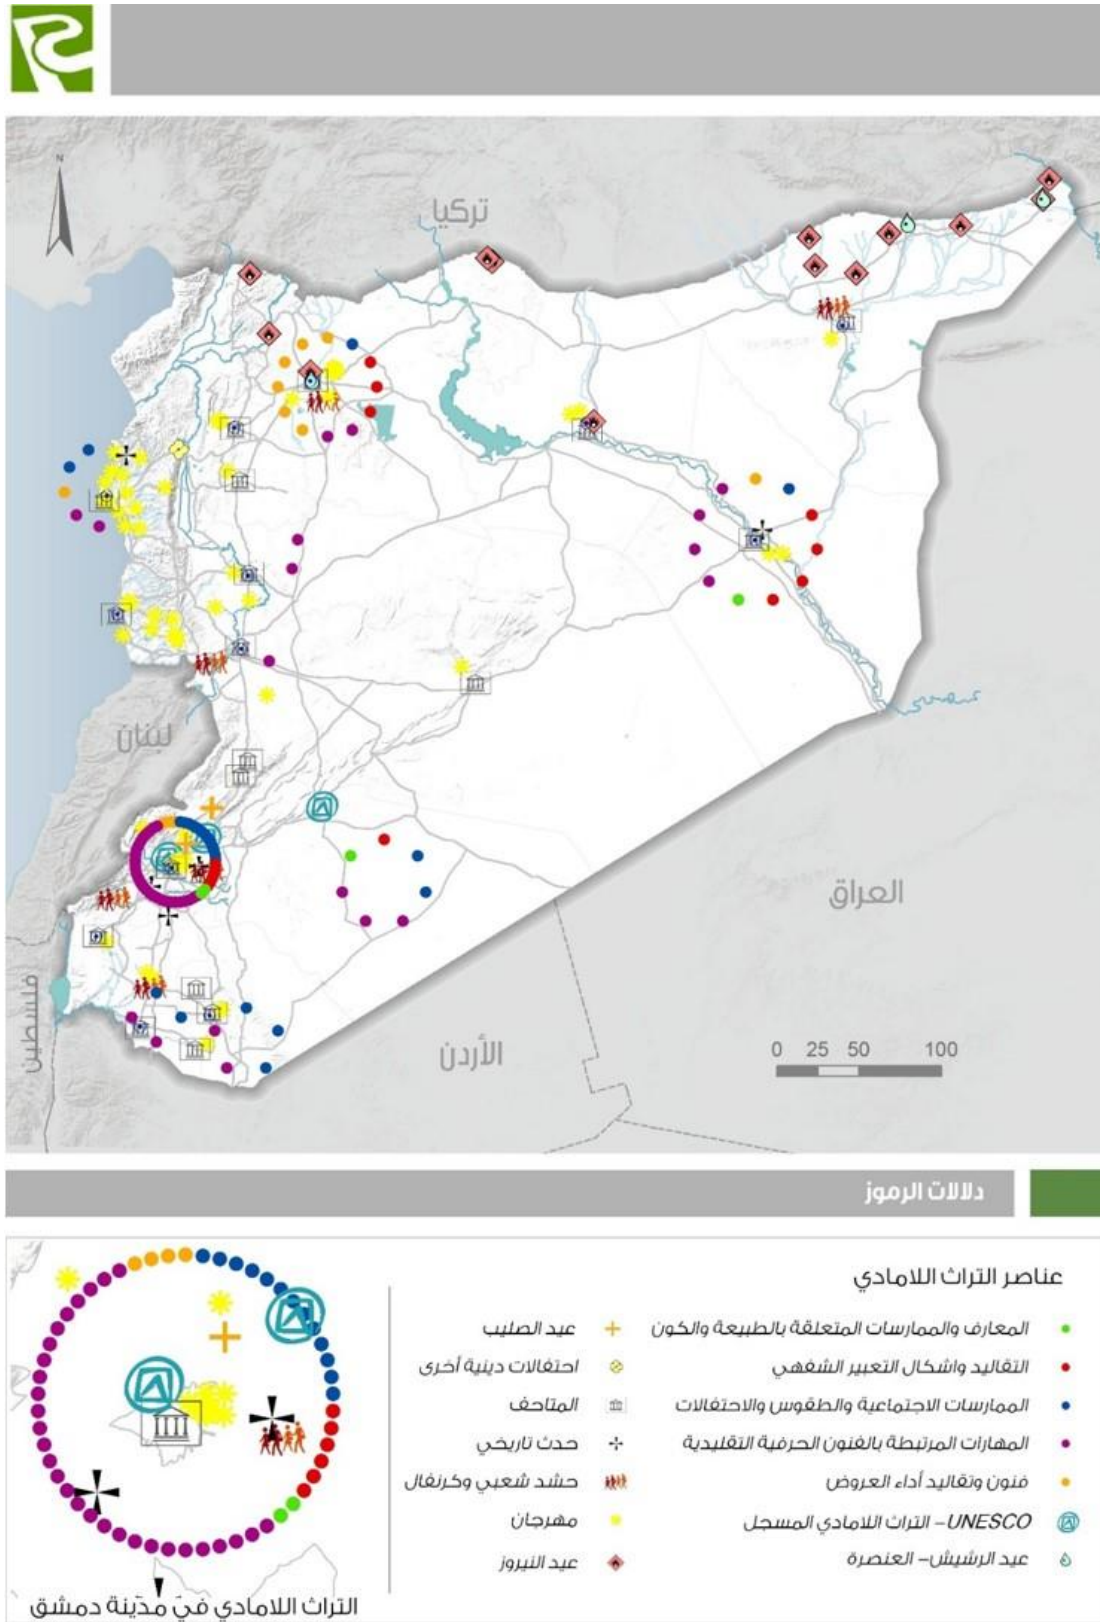 N
تركيا
لبنان
العراق
فلسطين
الأردن
0 25 50 100
دلالات الرموز
عناصر التراث اللامادي
المعارف والممارسات المتعلقة بالطبيعة والكون
التقاليد واشكال التعبير الشفهي
الممارسات الاجتماعية والطقوس والاحتفالات
المهارات المرتبطة بالفنون الحرفية التقليدية
فنون وتقاليد أداء العروض
UNESCO– التراث اللامادي المسجل
عيد الرشيش– العنصرة
عيد الصليب
احتفالات دينية أخرى
المتاحف
حدث تاريخي
حشد شعبي وكرنفال
مهرجان
عيد النيروز
التراث اللامادي في مدينة دمشق